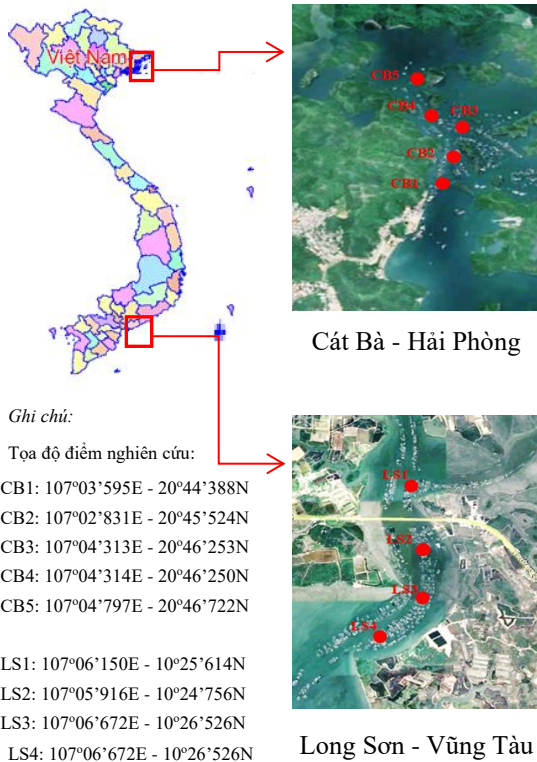 Việt Nam
CB5
CB4
CB3
CB2
CB1
Cát Bà - Hải Phòng
Ghi chú:
Tọa độ điểm nghiên cứu:
CB1: 107º03’595E - 20º44’388N
CB2: 107º02’831E - 20º45’524N
CB3: 107º04’313E - 20º46’253N
CB4: 107º04’314E - 20º46’250N
CB5: 107º04’797E - 20º46’722N
LS1: 107º06’150E - 10º25’614N
LS2: 107º05’916E - 10º24’756N
LS3: 107º06’672E - 10º26’526N
LS4: 107º06’672E - 10º26’526N
LS1
LS2
LS3
LS4
Long Sơn - Vũng Tàu